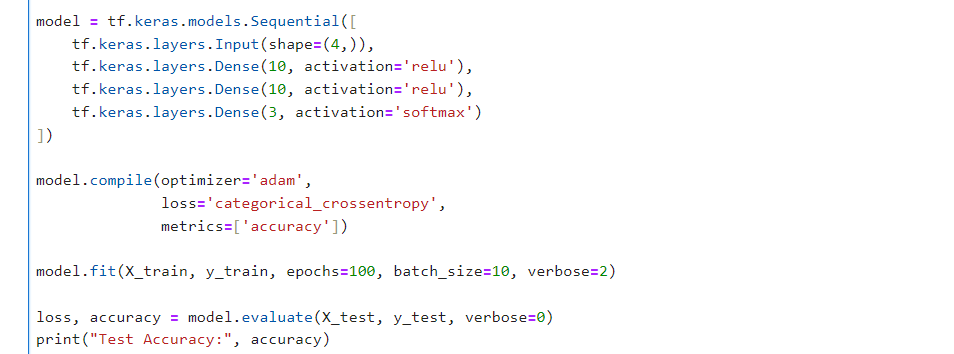 model = tf.keras.models.Sequential([
    tf.keras.layers.Input(shape=(4,)),
    tf.keras.layers.Dense(10, activation='relu'),
    tf.keras.layers.Dense(10, activation='relu'),
    tf.keras.layers.Dense(3, activation='softmax')
])

model.compile(optimizer='adam',
              loss='categorical_crossentropy',
              metrics=['accuracy'])

model.fit(X_train, y_train, epochs=100, batch_size=10, verbose=2)

loss, accuracy = model.evaluate(X_test, y_test, verbose=0)
print("Test Accuracy:", accuracy)